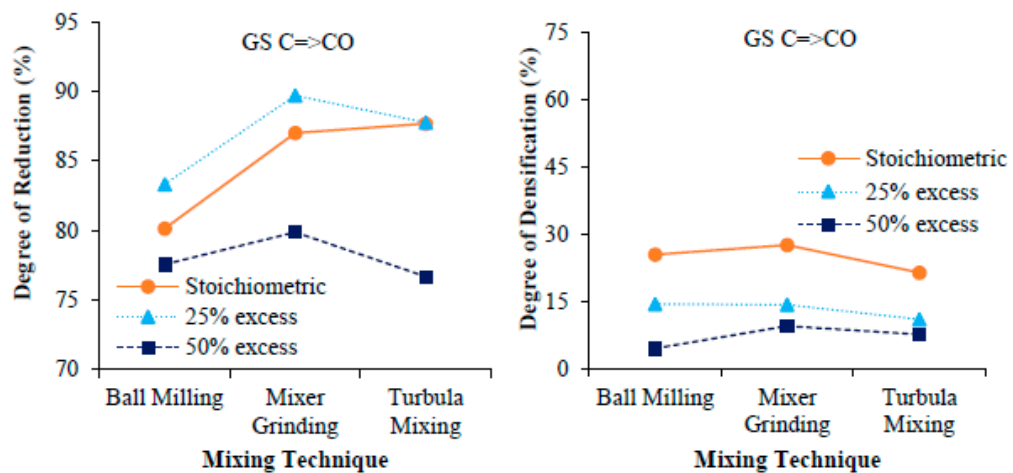 GS C=>CO
Degree of Reduction (%)
95
90
85
80
75
70
Stoichiometric
25% excess
50% excess
Ball Milling
Mixer
Grinding
Turbula
Mixing
Mixing Technique
GS C=>CO
Degree of Densification (%)
75
60
45
30
15
0
Stoichiometric
25% excess
50% excess
Ball Milling
Mixer
Grinding
Turbula
Mixing
Mixing Technique